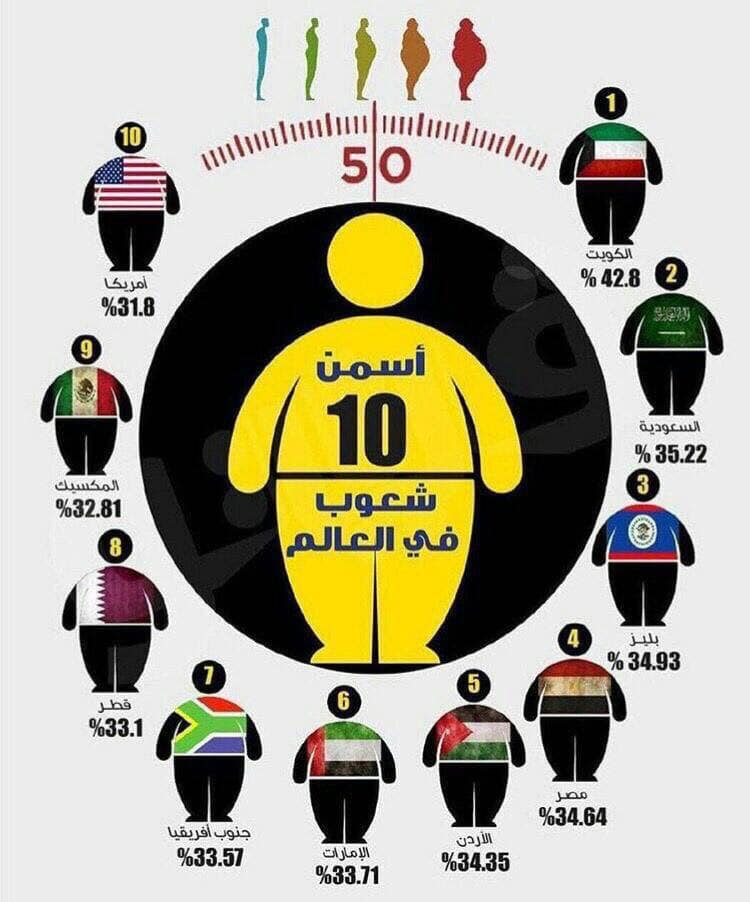 50
أسمن
10
شعوب
في العالم
1
الكويت
% 42.8
2
السعودية
% 35.22
3
بليز
% 34.93
4
مصر
%34.64
5
الأردن
%34.35
6
الإمارات
%33.71
7
جنوب أفريقيا
%33.57
8
قطر
%33.1
9
المكسيك
%32.81
10
أمريكا
%31.8